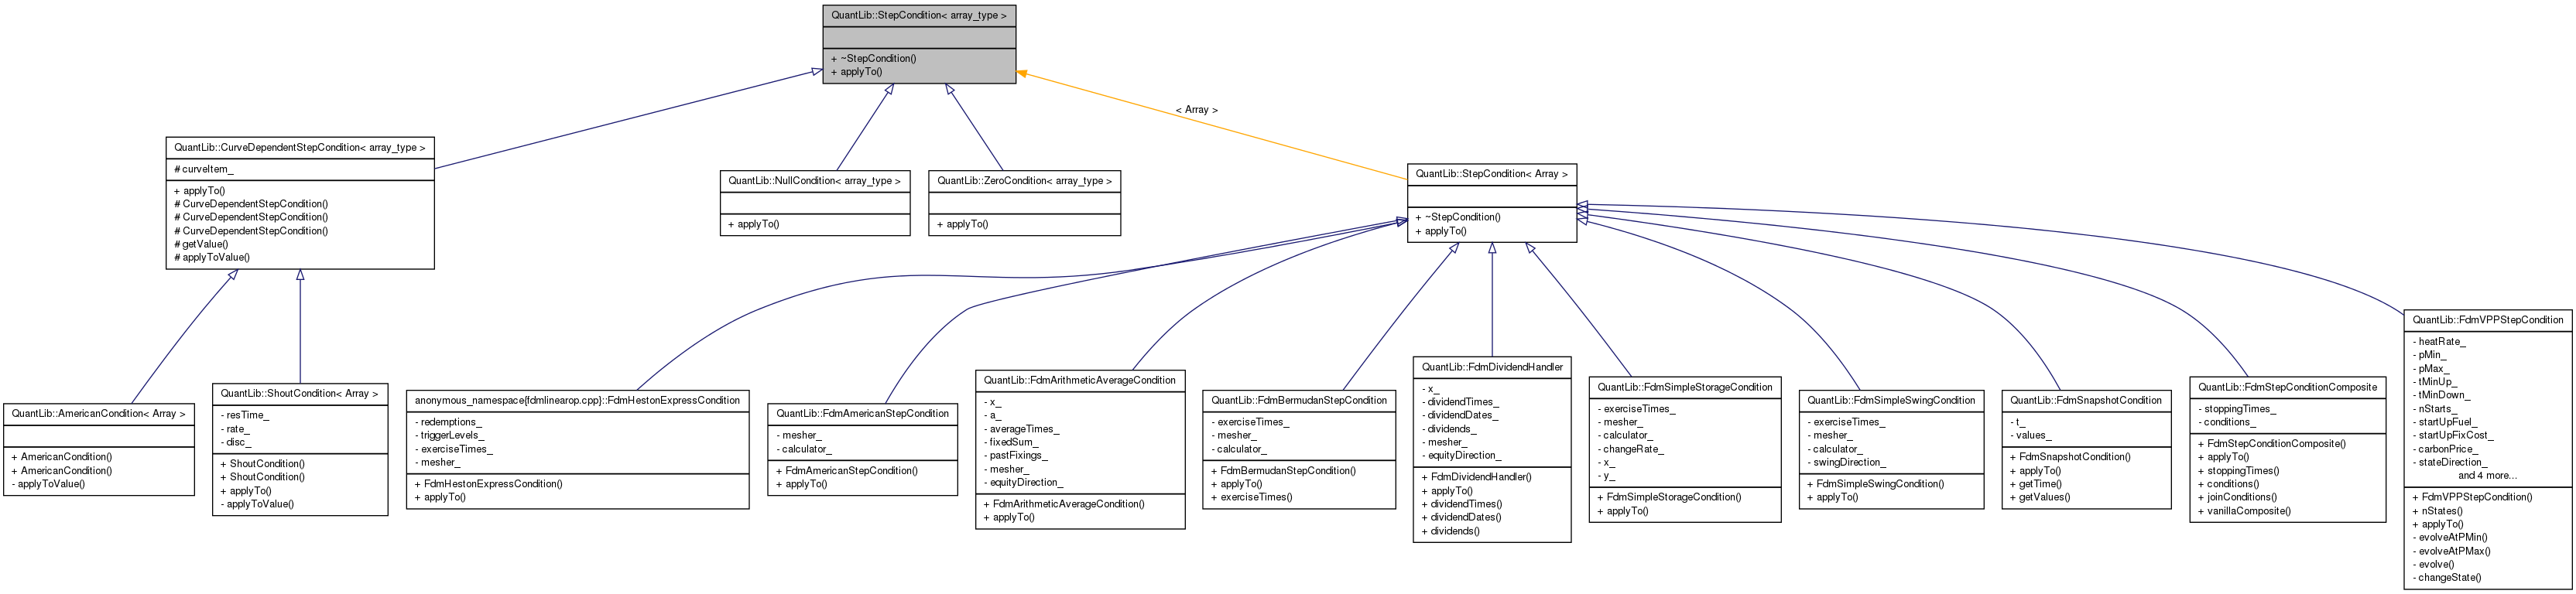 QuantLib::StepCondition< array_type >
+ ~StepCondition()
+ applyTo()
< Array >
QuantLib::CurveDependentStepCondition< array_type >
# curveItem_
+ applyTo()
# CurveDependentStepCondition()
# CurveDependentStepCondition()
# CurveDependentStepCondition()
# getValue()
# applyToValue()
QuantLib::NullCondition< array_type >
+ applyTo()
QuantLib::ZeroCondition< array_type >
+ applyTo()
QuantLib::StepCondition< Array >
+ ~StepCondition()
+ applyTo()
QuantLib::AmericanCondition< Array >
+ AmericanCondition()
+ AmericanCondition()
- applyToValue()
QuantLib::ShoutCondition< Array >
- resTime_
- rate_
- disc_
+ ShoutCondition()
+ ShoutCondition()
+ applyTo()
- applyToValue()
anonymous_namespace{fdmlinearop.cpp}::FdmHestonExpressCondition
- redemptions_
- triggerLevels_
- exerciseTimes_
- mesher_
+ FdmHestonExpressCondition()
+ applyTo()
QuantLib::FdmAmericanStepCondition
- mesher_
- calculator_
+ FdmAmericanStepCondition()
+ applyTo()
QuantLib::FdmArithmeticAverageCondition
- x_
- a_
- averageTimes_
- fixedSum_
- pastFixings_
- mesher_
- equityDirection_
+ FdmArithmeticAverageCondition()
+ applyTo()
QuantLib::FdmBermudanStepCondition
- exerciseTimes_
- mesher_
- calculator_
+ FdmBermudanStepCondition()
+ applyTo()
+ exerciseTimes()
QuantLib::FdmDividendHandler
- x_
- dividendTimes_
- dividendDates_
- dividends_
- mesher_
- equityDirection_
+ FdmDividendHandler()
+ applyTo()
+ dividendTimes()
+ dividendDates()
+ dividends()
QuantLib::FdmSimpleStorageCondition
- exerciseTimes_
- mesher_
- calculator_
- changeRate_
- x_
- y_
+ FdmSimpleStorageCondition()
+ applyTo()
QuantLib::FdmSimpleSwingCondition
- exerciseTimes_
- mesher_
- calculator_
- swingDirection_
+ FdmSimpleSwingCondition()
+ applyTo()
QuantLib::FdmSnapshotCondition
- t_
- values_
+ FdmSnapshotCondition()
+ applyTo()
+ getTime()
+ getValues()
QuantLib::FdmStepConditionComposite
- stoppingTimes_
- conditions_
+ FdmStepConditionComposite()
+ applyTo()
+ stoppingTimes()
+ conditions()
+ joinConditions()
+ vanillaComposite()
QuantLib::FdmVPPStepCondition
- heatRate_
- pMin_
- pMax_
- tMinUp_
- tMinDown_
- nStarts_
- startUpFuel_
- startUpFixCost_
- carbonPrice_
- stateDirection_
and 4 more...
+ FdmVPPStepCondition()
+ nStates()
+ applyTo()
- evolveAtPMin()
- evolveAtPMax()
- evolve()
- changeState()